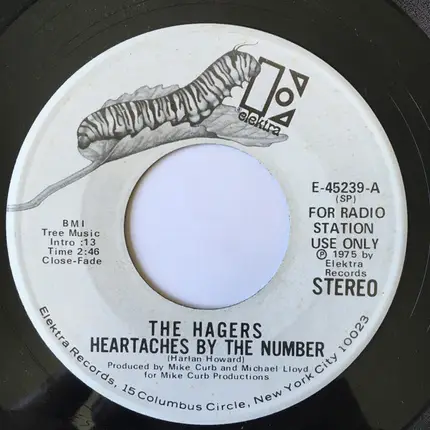 elektra
E-45239-A
(SP)
FOR RADIO
STATION
USE ONLY
℗ 1975 by
Elektra
Records
STEREO
BMI
Tree Music
Intro :13
Time 2:46
Close-Fade
THE HAGERS
HEARTACHES BY THE NUMBER
(Harlan Howard)
Produced by Mike Curb and Michael Lloyd
for Mike Curb Productions
Elektra Records, 15 Columbus Circle, New York City 10023